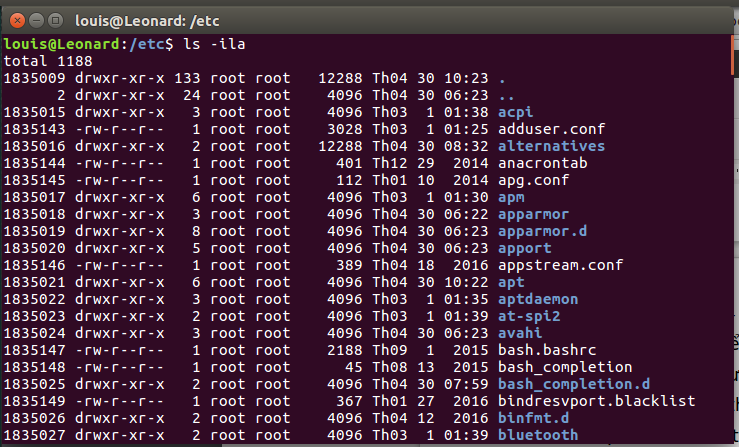 louis@Leonard: /etc
louis@Leonard:/etc$ ls -ila
total 1188
1835009 drwxr-xr-x 133 root root   12288 Th04 30 10:23 .
      2 drwxr-xr-x  24 root root    4096 Th04 30 06:23 ..
1835015 drwxr-xr-x   3 root root    4096 Th03  1 01:38 acpi
1835143 -rw-r--r--   1 root root    3028 Th03  1 01:25 adduser.conf
1835016 drwxr-xr-x   2 root root   12288 Th04 30 08:32 alternatives
1835144 -rw-r--r--   1 root root     401 Th12 29  2014 anacrontab
1835145 -rw-r--r--   1 root root     112 Th01 10  2014 apg.conf
1835017 drwxr-xr-x   6 root root    4096 Th03  1 01:30 apm
1835018 drwxr-xr-x   3 root root    4096 Th04 30 06:22 apparmor
1835019 drwxr-xr-x   8 root root    4096 Th04 30 06:23 apparmor.d
1835020 drwxr-xr-x   5 root root    4096 Th04 30 06:23 apport
1835146 -rw-r--r--   1 root root     389 Th04 18  2016 appstream.conf
1835021 drwxr-xr-x   6 root root    4096 Th04 30 10:22 apt
1835022 drwxr-xr-x   3 root root    4096 Th03  1 01:35 aptdaemon
1835023 drwxr-xr-x   2 root root    4096 Th03  1 01:39 at-spi2
1835024 drwxr-xr-x   3 root root    4096 Th04 30 06:23 avahi
1835147 -rw-r--r--   1 root root    2188 Th09  1  2015 bash.bashrc
1835148 -rw-r--r--   1 root root      45 Th08 13  2015 bash_completion
1835025 drwxr-xr-x   2 root root    4096 Th04 30 07:59 bash_completion.d
1835149 -rw-r--r--   1 root root     367 Th01 27  2016 bindresvport.blacklist
1835026 drwxr-xr-x   2 root root    4096 Th04 12  2016 binfmt.d
1835027 drwxr-xr-x   2 root root    4096 Th03  1 01:39 bluetooth